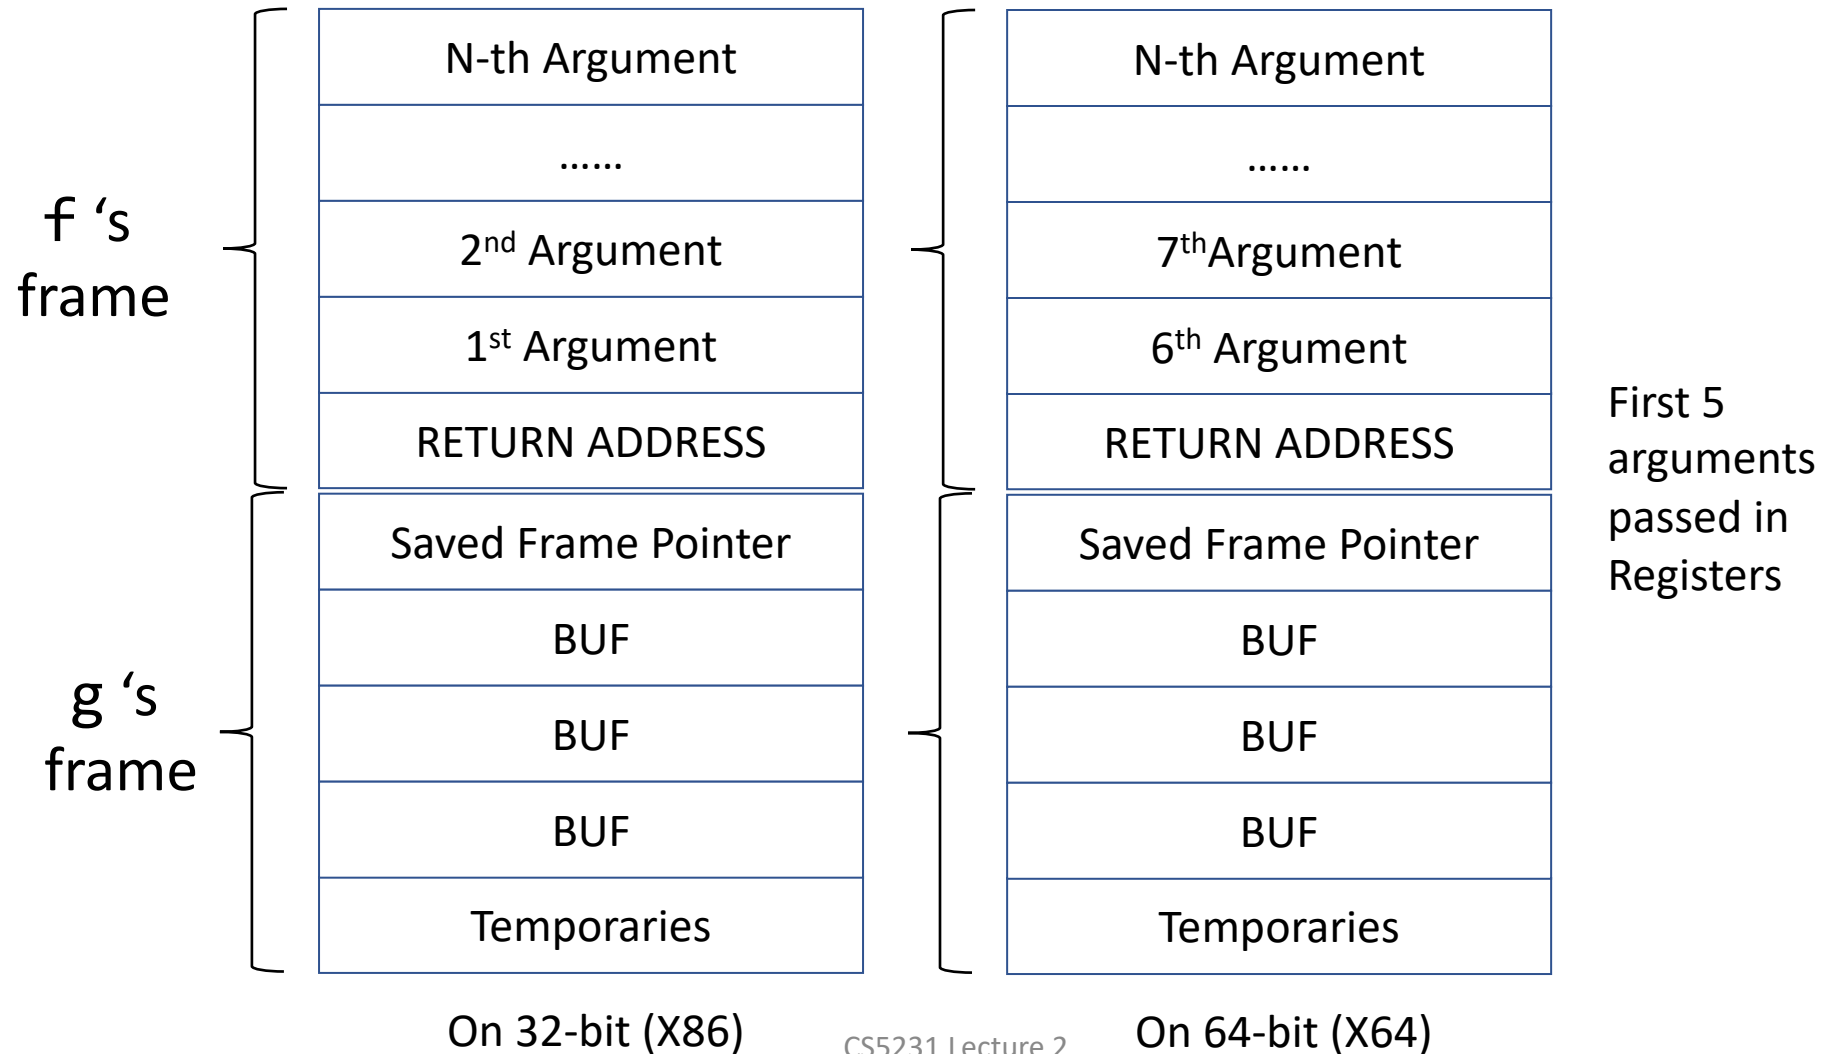 f ‘s
frame
N-th Argument
……
2nd Argument
1st Argument
RETURN ADDRESS
g ‘s
frame
Saved Frame Pointer
BUF
BUF
BUF
Temporaries
On 32-bit (X86)
N-th Argument
……
7thArgument
6th Argument
RETURN ADDRESS
Saved Frame Pointer
BUF
BUF
BUF
Temporaries
On 64-bit (X64)
First 5
arguments
passed in
Registers
CS5231 Lecture 2